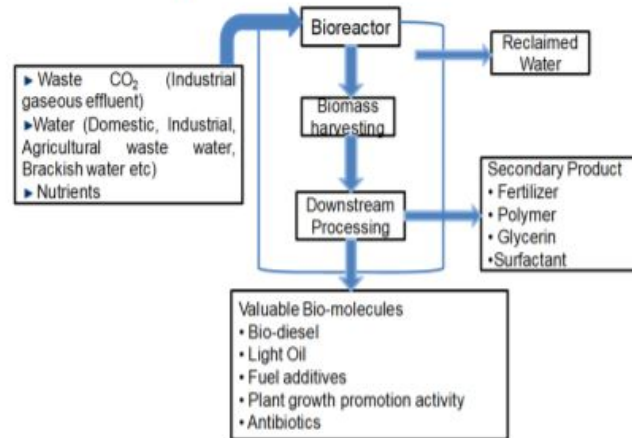 Bioreactor
Reclaimed
Water
► Waste CO₂ (Industrial
gaseous effluent)
►Water (Domestic, Industrial,
Agricultural waste water,
Brackish water etc)
► Nutrients
Biomass
harvesting
Downstream
Processing
Secondary Product
• Fertilizer
• Polymer
• Glycerin
•Surfactant
Valuable Bio-molecules
• Bio-diesel
• Light Oil
• Fuel additives
• Plant growth promotion activity
• Antibiotics